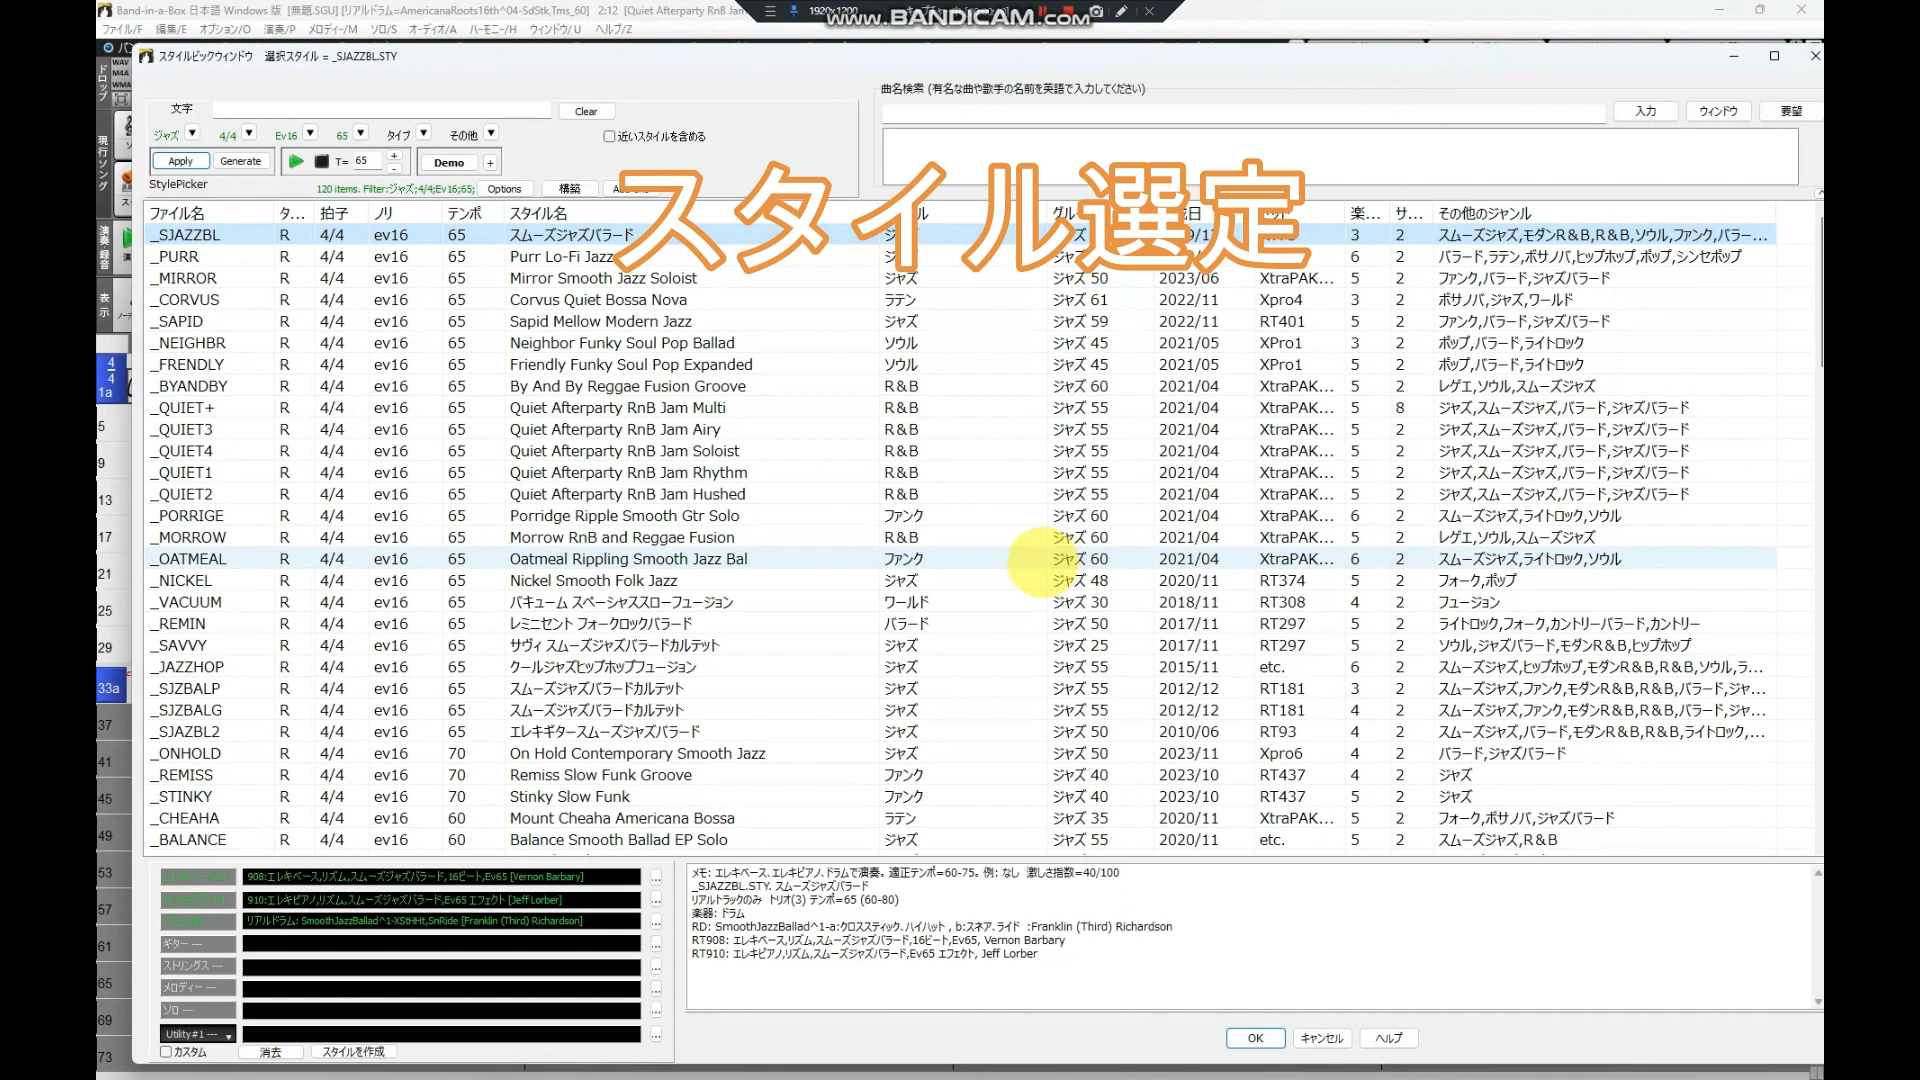 Band-in-a-Box 日本語 Windows 版 [無題.SGU] [リアルドラム=AmericanaRoots16th^04-SdStk,Tms_60] 2:12 [Quiet Afterparty RnB Jam
1920x1200
www.BANDICAM.com
ファイル/F 編集/E オプション/O 演奏/P メロディー/M ソロ/S オーディオ/A ハーモニー/H ウィンドウ/U ヘルプ/Z
スタイルピックウィンドウ 選択スタイル = _SJAZZBL.STY
曲名検索 (有名な曲や歌手の名前を英語で入力してください)
文字 Clear
入力 ウィンドウ 要望
ジャズ 4/4 Ev16 65 タイプ その他 近いスタイルを含める
Apply Generate T= 65 + - Demo +
StylePicker 120 items. Filter:ジャズ;4/4;Ev16;65; Options 構築
スタイル選定
ファイル名 タ... 拍子 ノリ テンポ スタイル名 楽... サ... その他のジャンル
_SJAZZBL R 4/4 ev16 65 スムーズジャズバラード 3 2 スムーズジャズ,モダンR&B,R&B,ソウル,ファンク,バラー...
_PURR R 4/4 ev16 65 Purr Lo-Fi Jazz 6 2 バラード,ラテン,ボサノバ,ヒップホップ,ポップ,シンセポップ
_MIRROR R 4/4 ev16 65 Mirror Smooth Jazz Soloist ジャズ ジャズ 50 2023/06 XtraPAK... 5 2 ファンク,バラード,ジャズバラード
_CORVUS R 4/4 ev16 65 Corvus Quiet Bossa Nova ラテン ジャズ 61 2022/11 Xpro4 3 2 ボサノバ,ジャズ,ワールド
_SAPID R 4/4 ev16 65 Sapid Mellow Modern Jazz ジャズ ジャズ 59 2022/11 RT401 5 2 ファンク,バラード,ジャズバラード
_NEIGHBR R 4/4 ev16 65 Neighbor Funky Soul Pop Ballad ソウル ジャズ 45 2021/05 XPro1 3 2 ポップ,バラード,ライトロック
_FRENDLY R 4/4 ev16 65 Friendly Funky Soul Pop Expanded ソウル ジャズ 45 2021/05 XPro1 5 2 ポップ,バラード,ライトロック
_BYANDBY R 4/4 ev16 65 By And By Reggae Fusion Groove R&B ジャズ 60 2021/04 XtraPAK... 5 2 レゲエ,ソウル,スムーズジャズ
_QUIET+ R 4/4 ev16 65 Quiet Afterparty RnB Jam Multi R&B ジャズ 55 2021/04 XtraPAK... 5 8 ジャズ,スムーズジャズ,バラード,ジャズバラード
_QUIET3 R 4/4 ev16 65 Quiet Afterparty RnB Jam Airy R&B ジャズ 55 2021/04 XtraPAK... 5 2 ジャズ,スムーズジャズ,バラード,ジャズバラード
_QUIET4 R 4/4 ev16 65 Quiet Afterparty RnB Jam Soloist R&B ジャズ 55 2021/04 XtraPAK... 5 2 ジャズ,スムーズジャズ,バラード,ジャズバラード
_QUIET1 R 4/4 ev16 65 Quiet Afterparty RnB Jam Rhythm R&B ジャズ 55 2021/04 XtraPAK... 5 2 ジャズ,スムーズジャズ,バラード,ジャズバラード
_QUIET2 R 4/4 ev16 65 Quiet Afterparty RnB Jam Hushed R&B ジャズ 55 2021/04 XtraPAK... 5 2 ジャズ,スムーズジャズ,バラード,ジャズバラード
_PORRIGE R 4/4 ev16 65 Porridge Ripple Smooth Gtr Solo ファンク ジャズ 60 2021/04 XtraPAK... 6 2 スムーズジャズ,ライトロック,ソウル
_MORROW R 4/4 ev16 65 Morrow RnB and Reggae Fusion R&B ジャズ 60 2021/04 XtraPAK... 5 2 レゲエ,ソウル,スムーズジャズ
_OATMEAL R 4/4 ev16 65 Oatmeal Rippling Smooth Jazz Bal ファンク ジャズ 60 2021/04 XtraPAK... 6 2 スムーズジャズ,ライトロック,ソウル
_NICKEL R 4/4 ev16 65 Nickel Smooth Folk Jazz ジャズ ジャズ 48 2020/11 RT374 5 2 フォーク,ポップ
_VACUUM R 4/4 ev16 65 バキューム スペーシャススローフュージョン ワールド ジャズ 30 2018/11 RT308 4 2 フュージョン
_REMIN R 4/4 ev16 65 レミニセント フォークロックバラード バラード ジャズ 50 2017/11 RT297 5 2 ライトロック,フォーク,カントリーバラード,カントリー
_SAVVY R 4/4 ev16 65 サヴィ スムーズジャズバラードカルテット ジャズ ジャズ 25 2017/11 RT297 5 2 ソウル,ジャズバラード,モダンR&B,ヒップホップ
_JAZZHOP R 4/4 ev16 65 クールジャズヒップホップフュージョン ジャズ ジャズ 55 2015/11 etc. 6 2 スムーズジャズ,ヒップホップ,モダンR&B,R&B,ソウル,ラ...
_SJZBALP R 4/4 ev16 65 スムーズジャズバラードカルテット ジャズ ジャズ 55 2012/12 RT181 3 2 スムーズジャズ,ファンク,モダンR&B,R&B,バラード,ジャ...
_SJZBALG R 4/4 ev16 65 スムーズジャズバラードカルテット ジャズ ジャズ 55 2012/12 RT181 4 2 スムーズジャズ,ファンク,モダンR&B,R&B,バラード,ジャ...
_SJAZBL2 R 4/4 ev16 65 エレキギタースムーズジャズバラード ジャズ ジャズ 50 2010/06 RT93 4 2 スムーズジャズ,バラード,モダンR&B,R&B,ライトロック,...
_ONHOLD R 4/4 ev16 70 On Hold Contemporary Smooth Jazz ジャズ ジャズ 50 2023/11 Xpro6 4 2 バラード,ジャズバラード
_REMISS R 4/4 ev16 70 Remiss Slow Funk Groove ファンク ジャズ 40 2023/10 RT437 4 2 ジャズ
_STINKY R 4/4 ev16 70 Stinky Slow Funk ファンク ジャズ 40 2023/10 RT437 5 2 ジャズ
_CHEAHA R 4/4 ev16 60 Mount Cheaha Americana Bossa ラテン ジャズ 35 2020/11 XtraPAK... 5 2 フォーク,ボサノバ,ジャズバラード
_BALANCE R 4/4 ev16 60 Balance Smooth Ballad EP Solo ジャズ ジャズ 55 2020/11 etc. 5 2 スムーズジャズ,R&B
908:エレキベース,リズム,スムーズジャズバラード,16ビート,Ev65 [Vernon Barbary] ...
910:エレキピアノ,リズム,スムーズジャズバラード,Ev65 エフェクト [Jeff Lorber] ...
リアルドラム: SmoothJazzBallad^1-XStHHt,SnRide [Franklin (Third) Richardson] ...
ギター --- ...
ストリングス --- ...
メロディー --- ...
ソロ --- ...
Utility#1 --- ...
カスタム 消去 スタイルを作成
メモ: エレキベース、エレキピアノ、ドラムで演奏。適正テンポ=60-75。例: なし 激しさ指数=40/100
_SJAZZBL.STY. スムーズジャズバラード
リアルトラックのみ トリオ(3) テンポ=65 (60-80)
楽器: ドラム
RD: SmoothJazzBallad^1-a:クロススティック.ハイハット , b:スネア.ライド :Franklin (Third) Richardson
RT908: エレキベース,リズム,スムーズジャズバラード,16ビート,Ev65, Vernon Barbary
RT910: エレキピアノ,リズム,スムーズジャズバラード,Ev65 エフェクト, Jeff Lorber
OK キャンセル ヘルプ
ドロップ
WAV
M4A
WMA
現行ソング
演奏・録音
表示
4
4
1a
5
9
13
17
21
25
29
33a
37
41
45
49
53
57
61
65
69
73